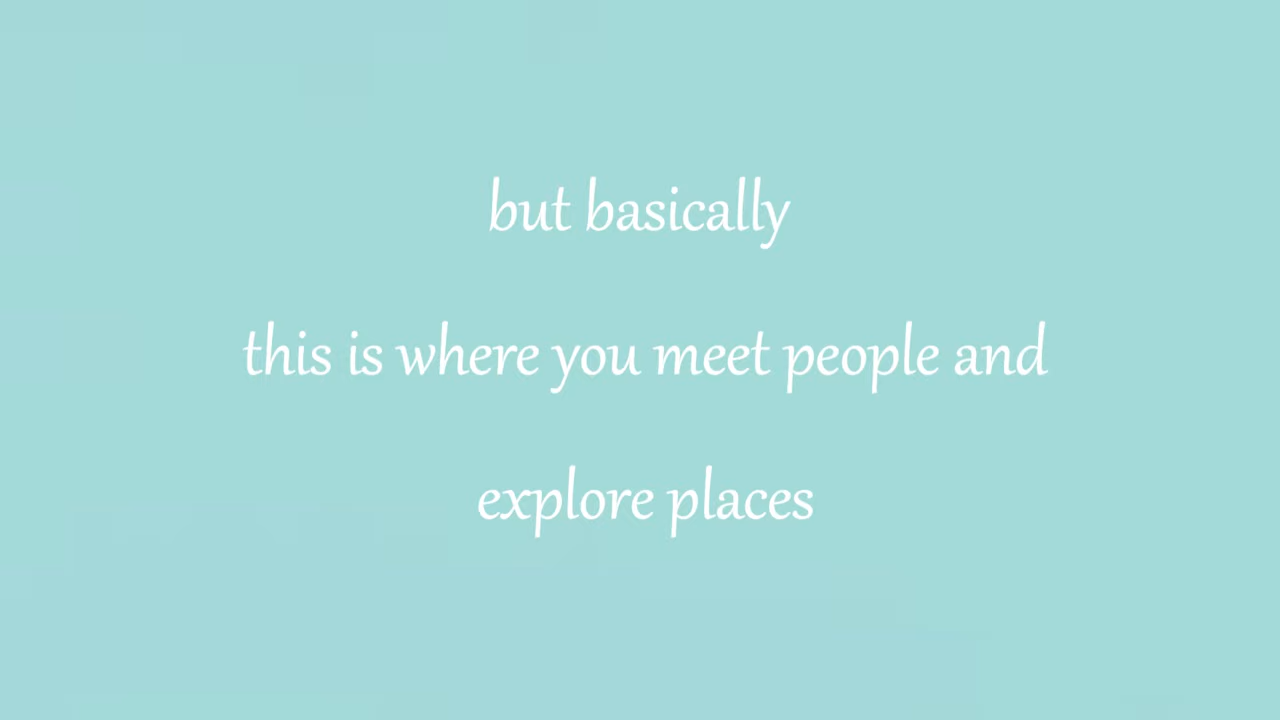 but basically
this is where you meet people and
explore places